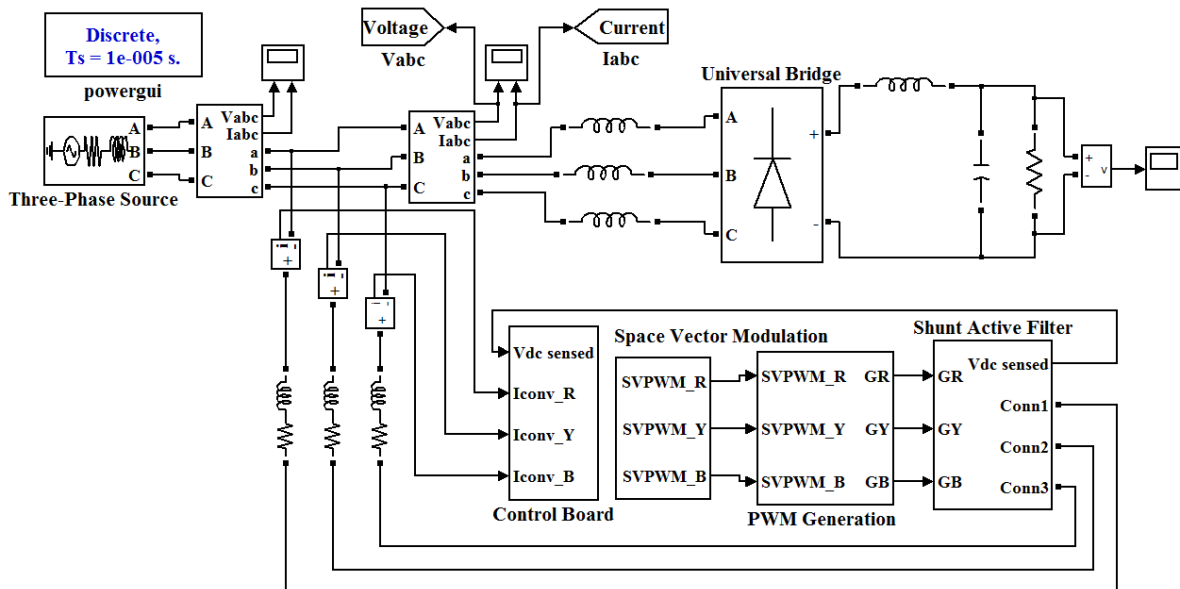 Discrete,
Ts = 1e-005 s.
powergui
Voltage
Vabc
Current
Iabc
Universal Bridge
A
B
C
Three-Phase Source
A
B
C
Vabc
Iabc
a
b
c
A
B
C
Vabc
Iabc
a
b
c
A
B
C
+
-
+
-
v
i
-
+
i
-
+
i
-
+
Vdc sensed
Iconv_R
Iconv_Y
Iconv_B
Control Board
Space Vector Modulation
SVPWM_R
SVPWM_Y
SVPWM_B
SVPWM_R
SVPWM_Y
SVPWM_B
GR
GY
GB
PWM Generation
Shunt Active Filter
GR
GY
GB
Vdc sensed
Conn1
Conn2
Conn3